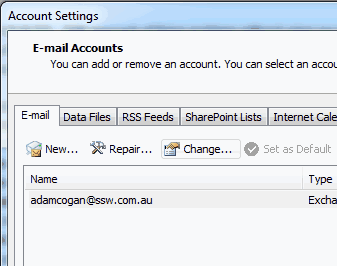 Account Settings
E-mail Accounts
You can add or remove an account. You can select an accou
E-mail Data Files RSS Feeds SharePoint Lists Internet Cale
New... Repair... Change... Set as Default
Name Type
adamcogan@ssw.com.au Excha